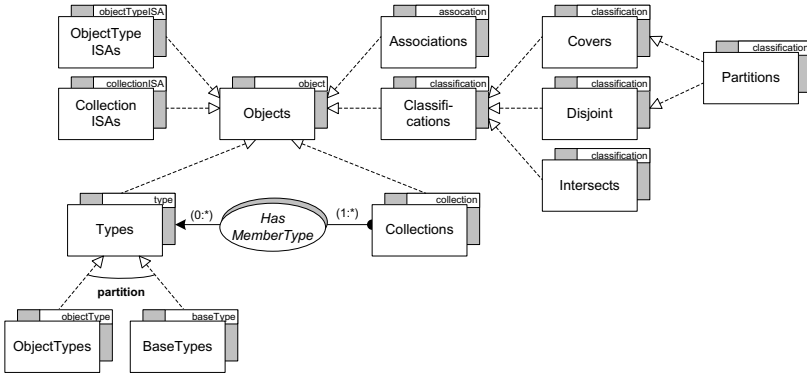 objectTypeISA
ObjectType
ISAs
assocation
Associations
classification
Covers
classification
Partitions
collectionISA
Collection
ISAs
object
Objects
classification
Classifi-
cations
classification
Disjoint
classification
Intersects
type
Types
(0:*)
Has
MemberType
(1:*)
collection
Collections
partition
objectType
ObjectTypes
baseType
BaseTypes